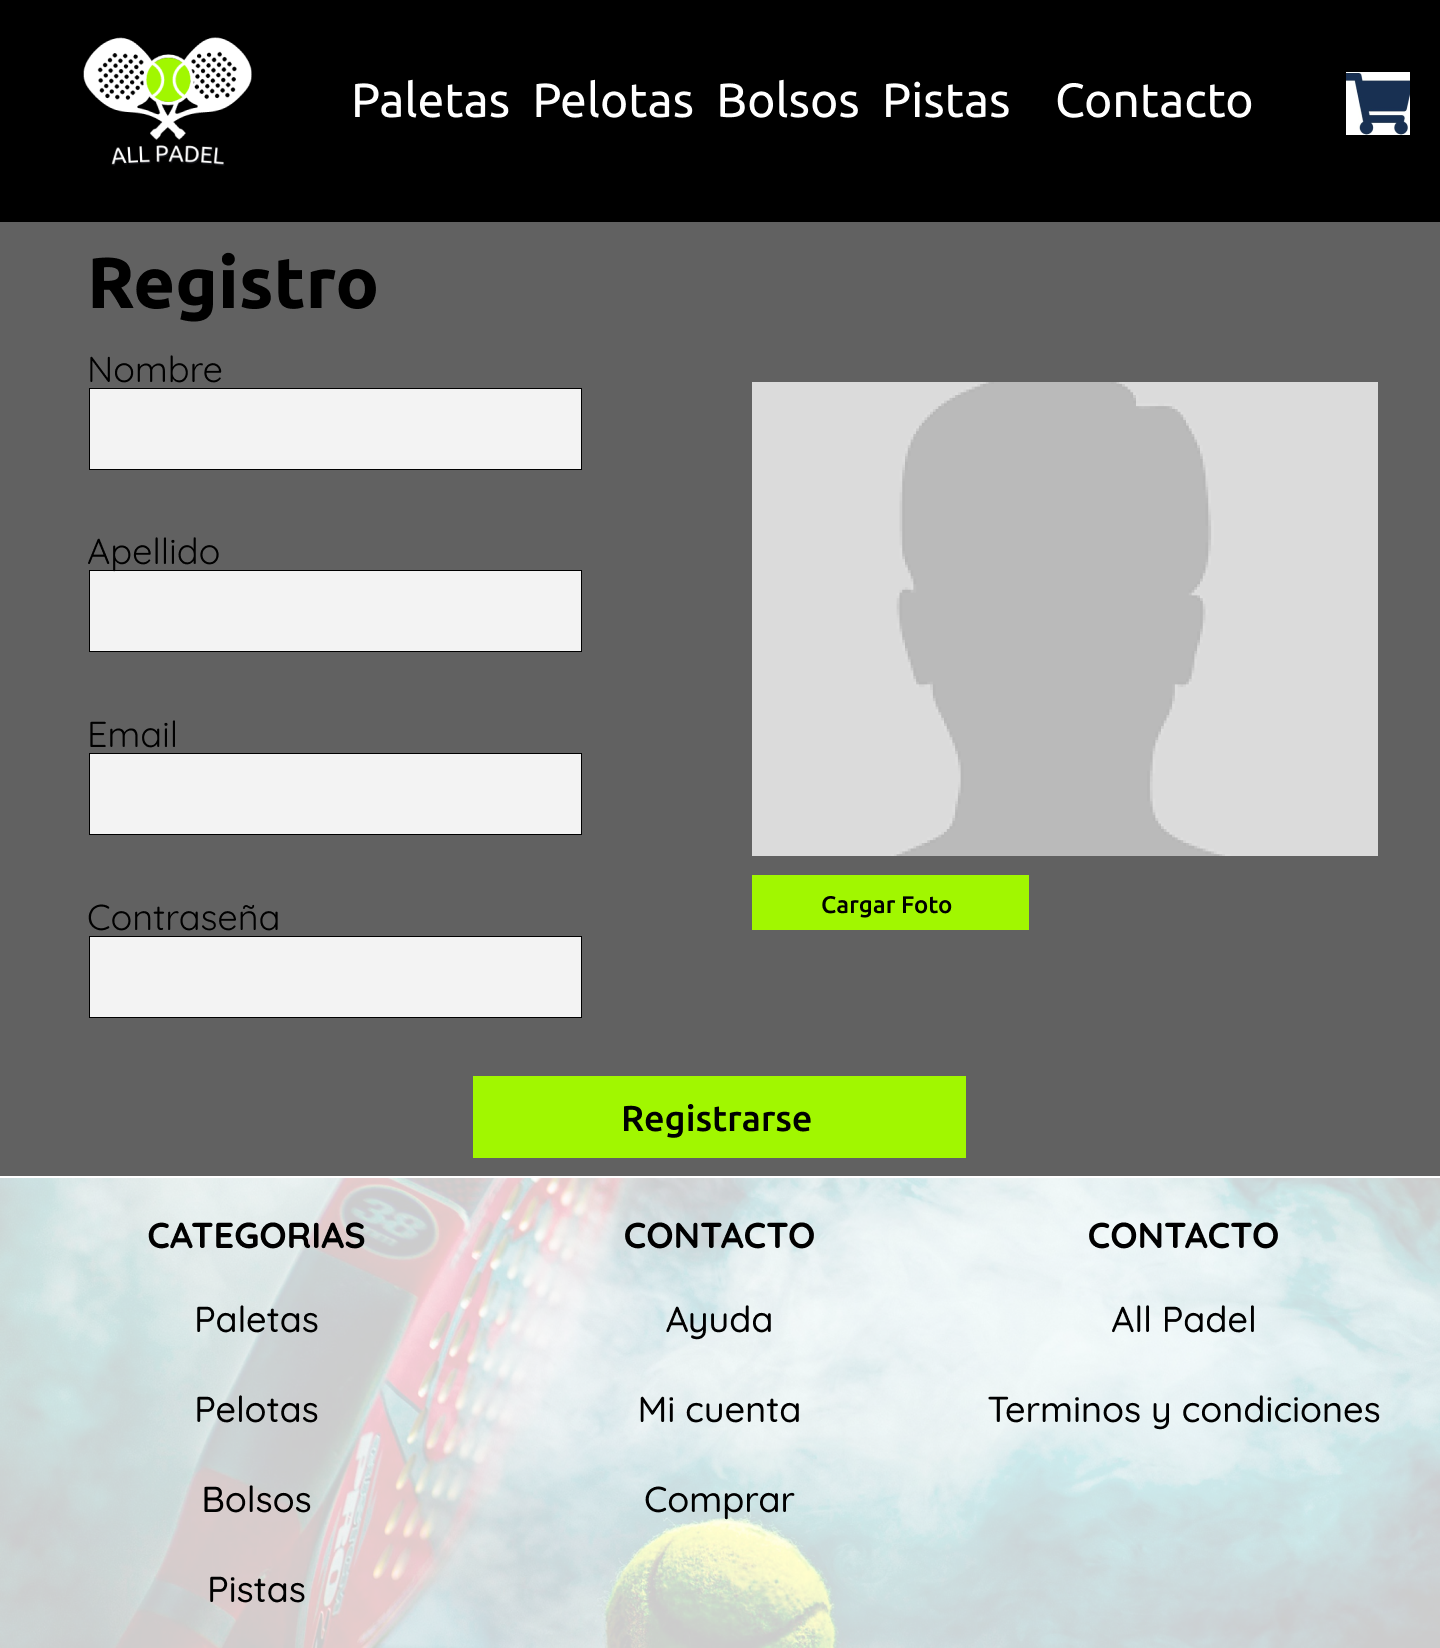 ALL PADEL
Paletas Pelotas Bolsos Pistas Contacto
Registro
Nombre
Apellido
Email
Contraseña
Cargar Foto
Registrarse
CATEGORIAS
Paletas
Pelotas
Bolsos
Pistas
CONTACTO
Ayuda
Mi cuenta
Comprar
CONTACTO
All Padel
Terminos y condiciones
38